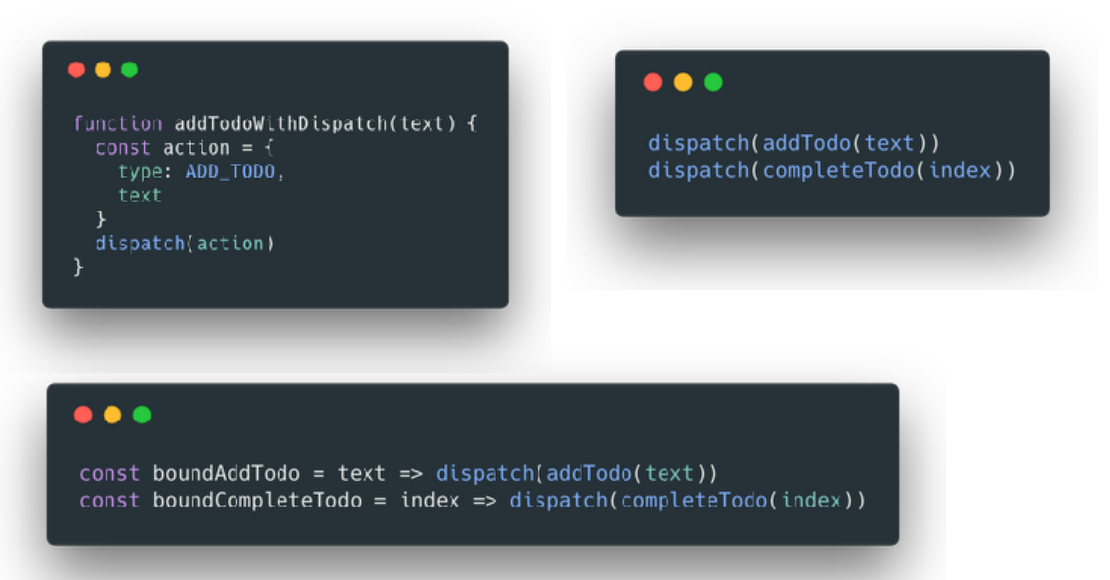 function addTodoWithDispatch(text) {
  const action = {
    type: ADD_TODO,
    text
  }
  dispatch(action)
}
dispatch(addTodo(text))
dispatch(completeTodo(index))
const boundAddTodo = text => dispatch(addTodo(text))
const boundCompleteTodo = index => dispatch(completeTodo(index))